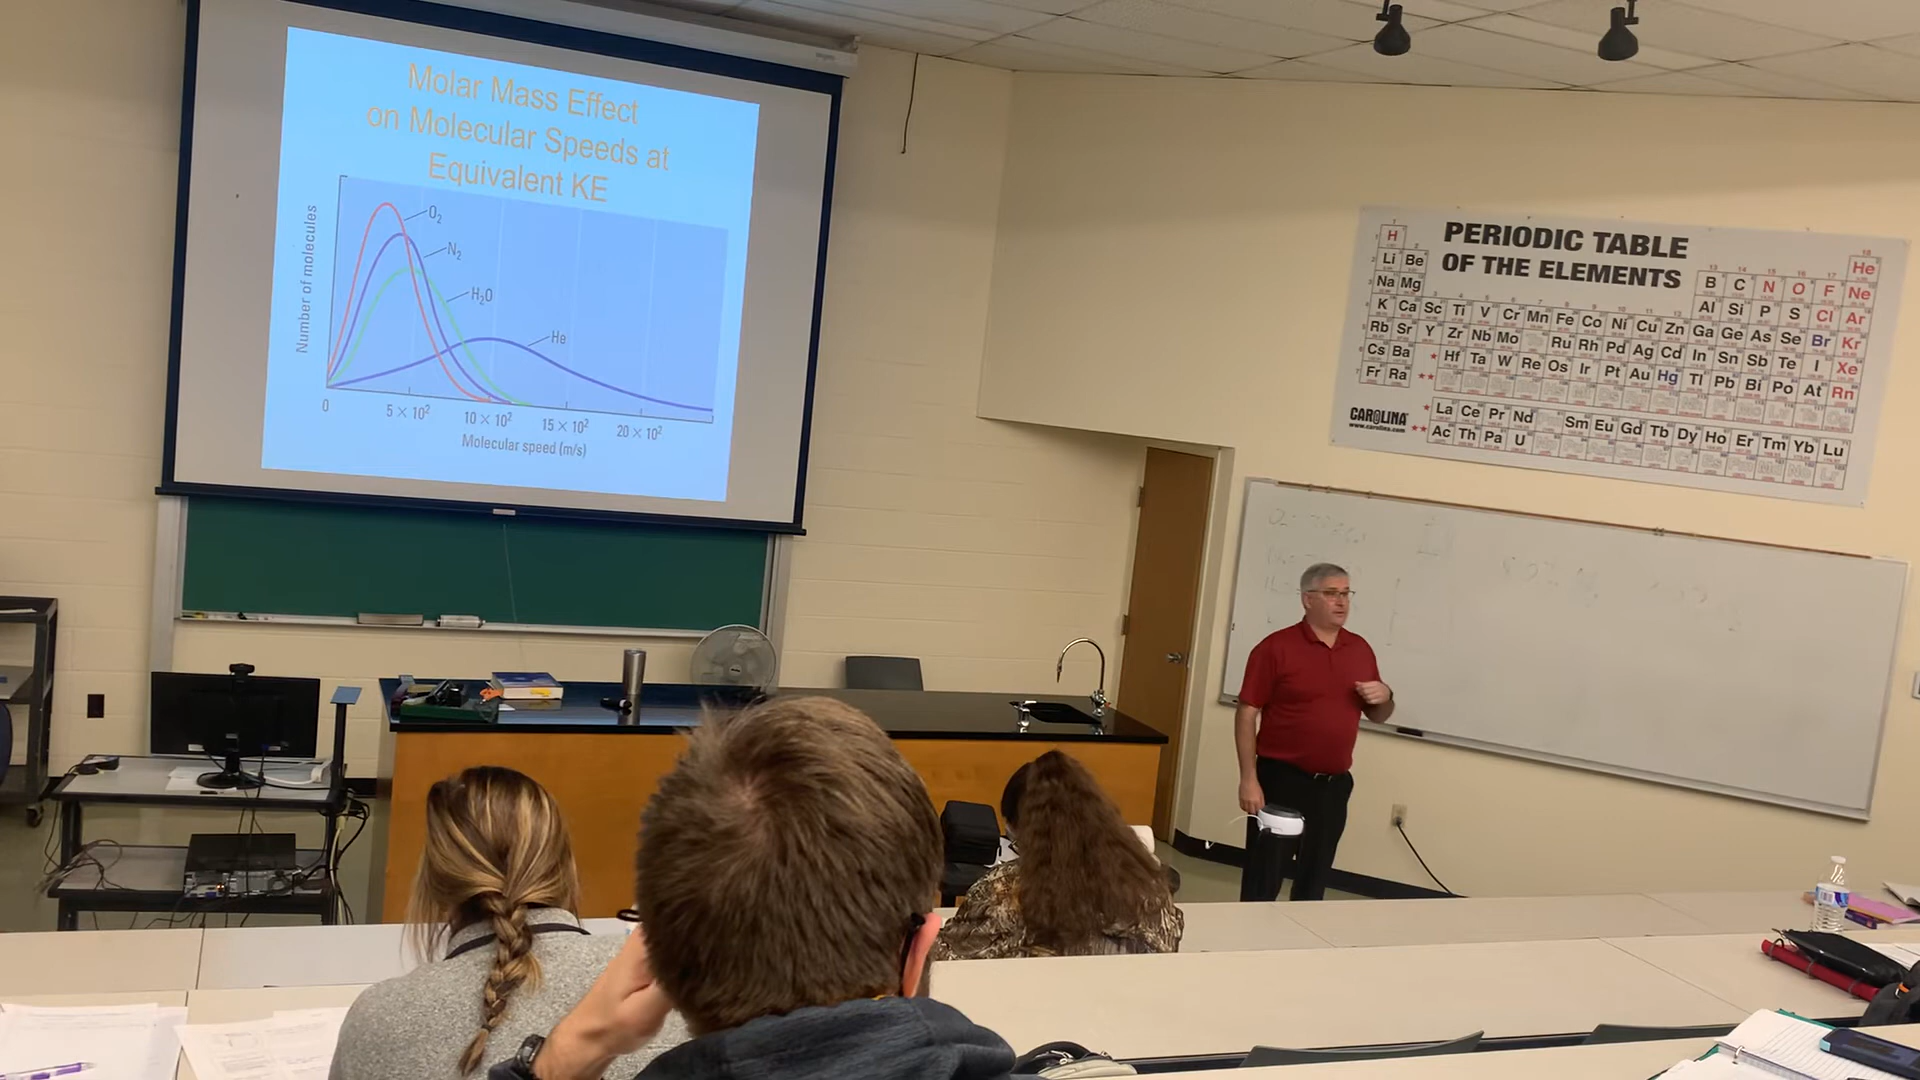 Molar Mass Effect
on Molecular Speeds at
Equivalent KE
Number of molecules
O₂
N₂
H₂O
He
0
5 × 10²
10 × 10²
15 × 10²
20 × 10²
Molecular speed (m/s)
PERIODIC TABLE
OF THE ELEMENTS
H He
Li Be B C N O F Ne
Na Mg Al Si P S Cl Ar
K Ca Sc Ti V Cr Mn Fe Co Ni Cu Zn Ga Ge As Se Br Kr
Rb Sr Y Zr Nb Mo Ru Rh Pd Ag Cd In Sn Sb Te I Xe
Cs Ba Hf Ta W Re Os Ir Pt Au Hg Tl Pb Bi Po At Rn
Fr Ra
La Ce Pr Nd Sm Eu Gd Tb Dy Ho Er Tm Yb Lu
Ac Th Pa U
CAROLINA
www.carolina.com